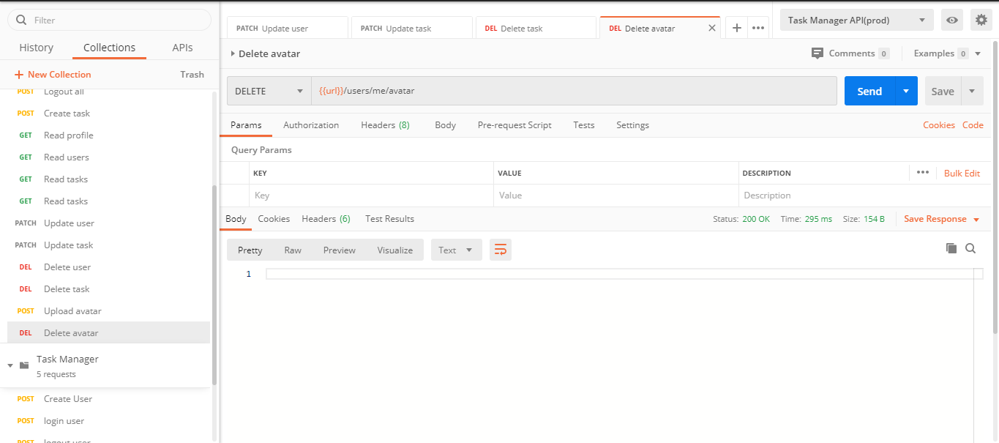 Filter
History Collections APIs
+ New Collection Trash
POST Logout all
POST Create task
GET Read profile
GET Read users
GET Read tasks
GET Read tasks
PATCH Update user
PATCH Update task
DEL Delete user
DEL Delete task
POST Upload avatar
DEL Delete avatar
Task Manager
5 requests
POST Create User
POST login user
POST logout user
PATCH Update user PATCH Update task DEL Delete task DEL Delete avatar
Task Manager API(prod)
Delete avatar Comments 0 Examples 0
DELETE {{url}}/users/me/avatar Send Save
Params Authorization Headers (8) Body Pre-request Script Tests Settings Cookies Code
Query Params
KEY VALUE DESCRIPTION Bulk Edit
Key Value Description
Body Cookies Headers (6) Test Results Status: 200 OK Time: 295 ms Size: 154 B Save Response
Pretty Raw Preview Visualize Text
1